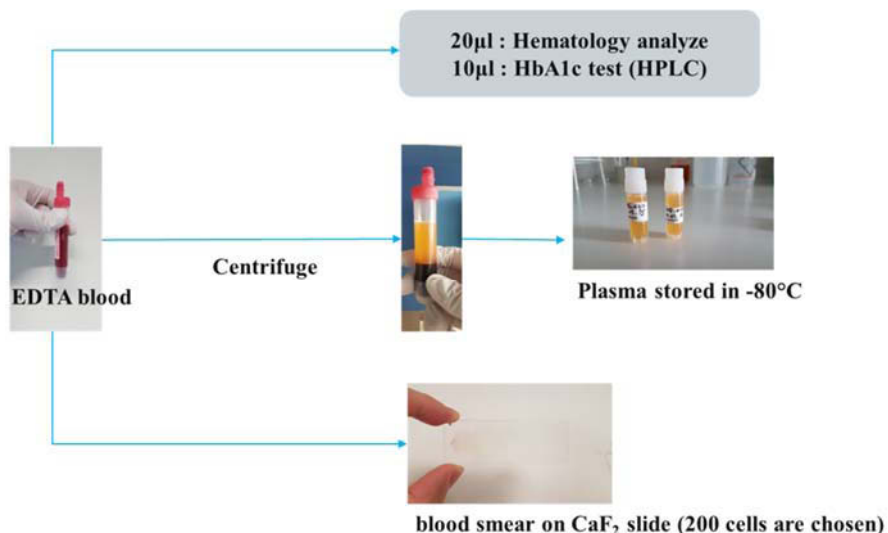 20µl : Hematology analyze
10µl : HbA1c test (HPLC)
Centrifuge
EDTA blood
Plasma stored in -80°C
blood smear on CaF₂ slide (200 cells are chosen)